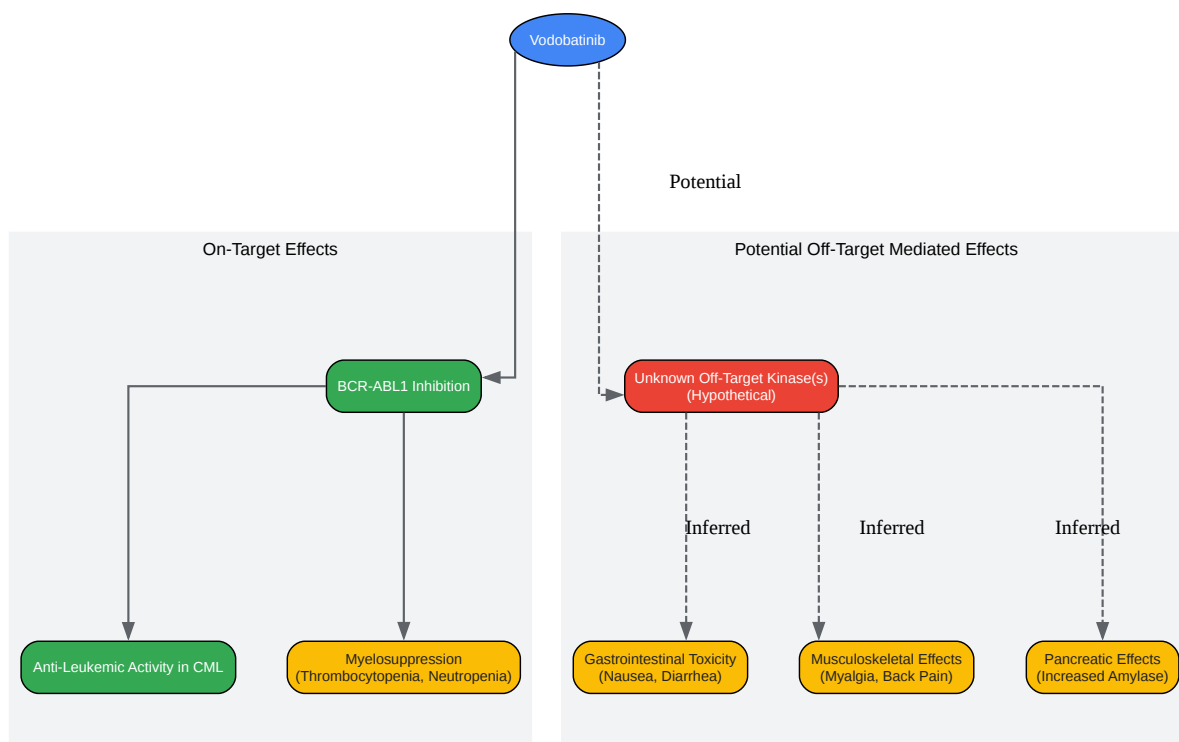 Vodobatinib
Potential
On-Target Effects
Potential Off-Target Mediated Effects
BCR-ABL1 Inhibition
Unknown Off-Target Kinase(s)
(Hypothetical)
Inferred
Inferred
Inferred
Anti-Leukemic Activity in CML
Myelosuppression
(Thrombocytopenia, Neutropenia)
Gastrointestinal Toxicity
(Nausea, Diarrhea)
Musculoskeletal Effects
(Myalgia, Back Pain)
Pancreatic Effects
(Increased Amylase)